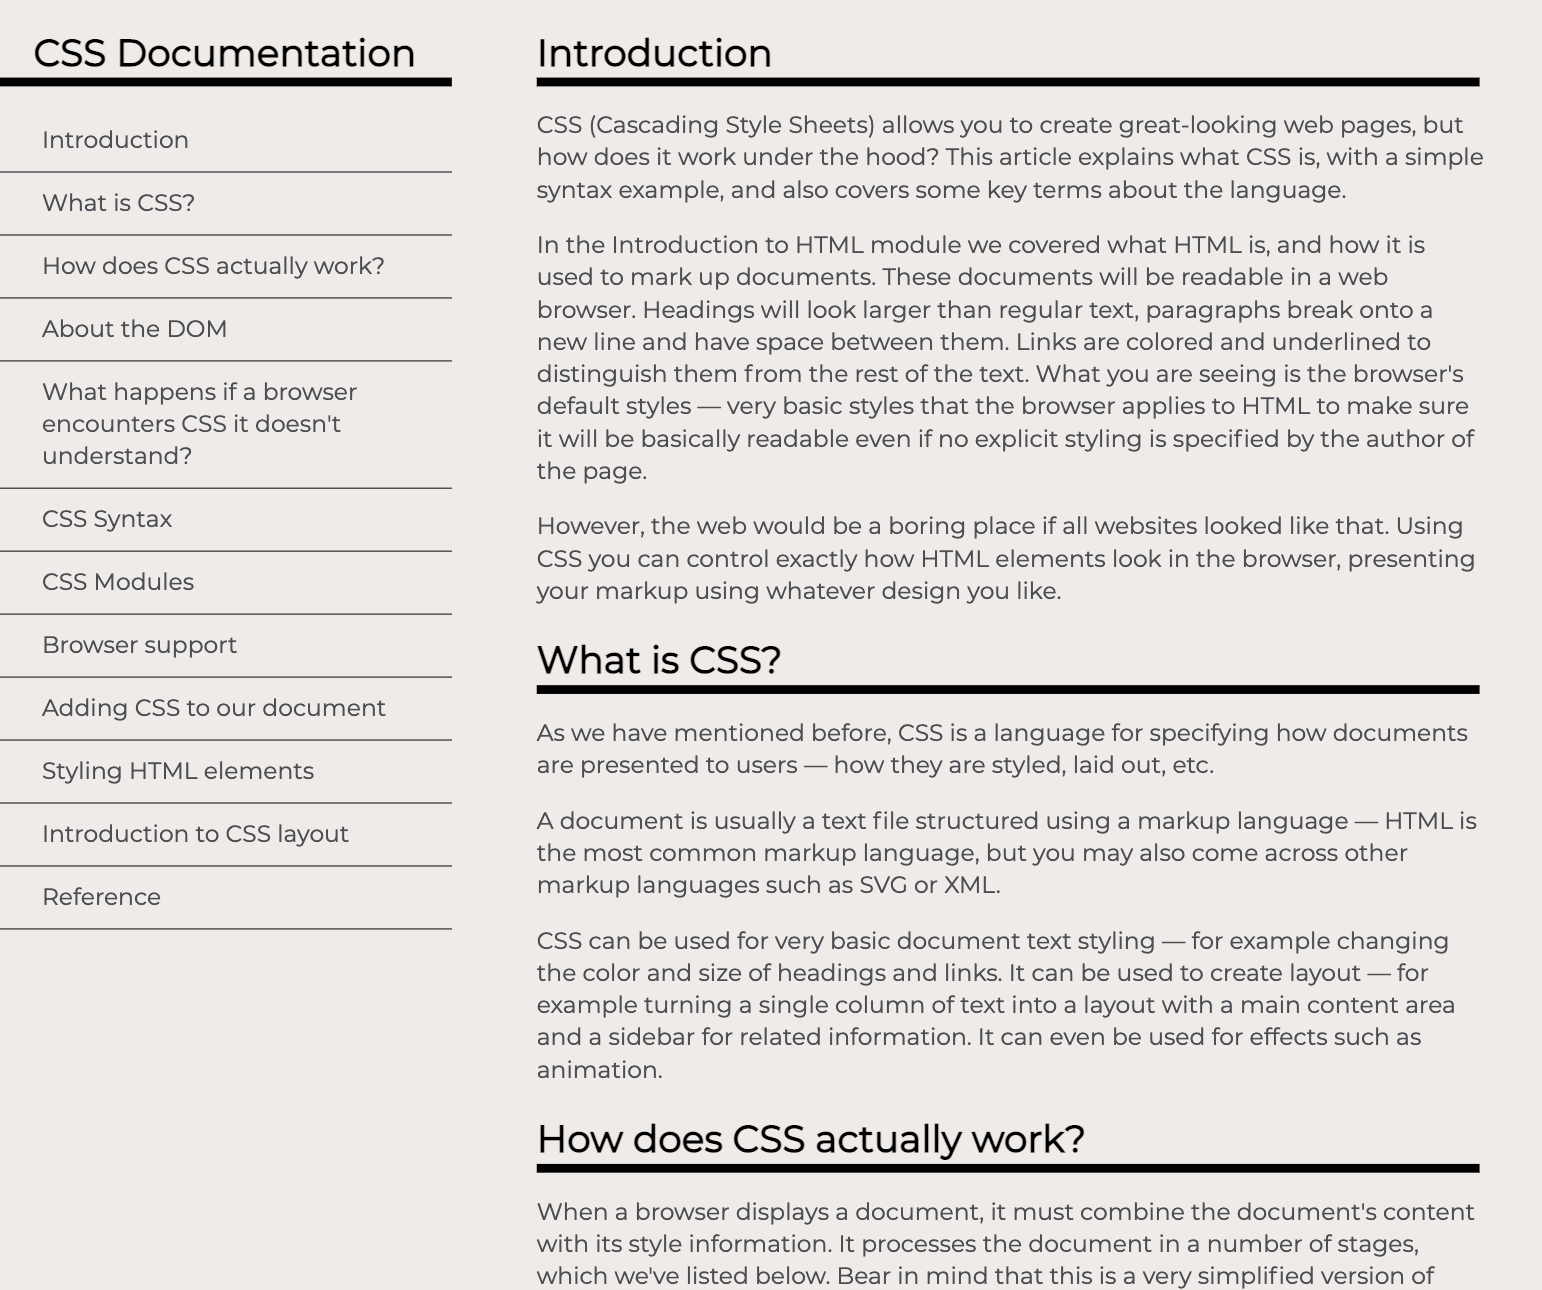 CSS Documentation
Introduction
What is CSS?
How does CSS actually work?
About the DOM
What happens if a browser
encounters CSS it doesn't
understand?
CSS Syntax
CSS Modules
Browser support
Adding CSS to our document
Styling HTML elements
Introduction to CSS layout
Reference
Introduction
CSS (Cascading Style Sheets) allows you to create great-looking web pages, but
how does it work under the hood? This article explains what CSS is, with a simple
syntax example, and also covers some key terms about the language.
In the Introduction to HTML module we covered what HTML is, and how it is
used to mark up documents. These documents will be readable in a web
browser. Headings will look larger than regular text, paragraphs break onto a
new line and have space between them. Links are colored and underlined to
distinguish them from the rest of the text. What you are seeing is the browser's
default styles — very basic styles that the browser applies to HTML to make sure
it will be basically readable even if no explicit styling is specified by the author of
the page.
However, the web would be a boring place if all websites looked like that. Using
CSS you can control exactly how HTML elements look in the browser, presenting
your markup using whatever design you like.
What is CSS?
As we have mentioned before, CSS is a language for specifying how documents
are presented to users — how they are styled, laid out, etc.
A document is usually a text file structured using a markup language — HTML is
the most common markup language, but you may also come across other
markup languages such as SVG or XML.
CSS can be used for very basic document text styling — for example changing
the color and size of headings and links. It can be used to create layout — for
example turning a single column of text into a layout with a main content area
and a sidebar for related information. It can even be used for effects such as
animation.
How does CSS actually work?
When a browser displays a document, it must combine the document's content
with its style information. It processes the document in a number of stages,
which we've listed below. Bear in mind that this is a very simplified version of